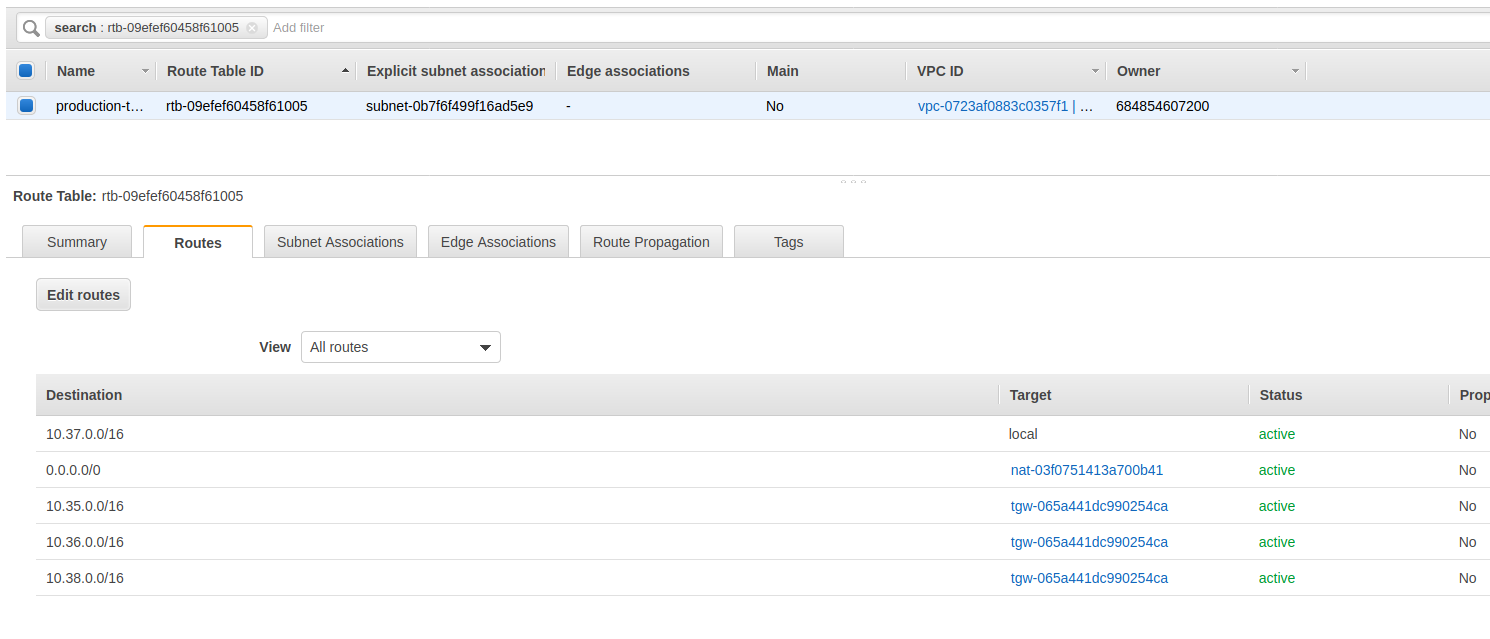 search : rtb-09efef60458f61005 Add filter
Name Route Table ID Explicit subnet association Edge associations Main VPC ID Owner
production-t… rtb-09efef60458f61005 subnet-0b7f6f499f16ad5e9 - No vpc-0723af0883c0357f1 | … 684854607200
Route Table: rtb-09efef60458f61005
Summary Routes Subnet Associations Edge Associations Route Propagation Tags
Edit routes
View All routes
Destination Target Status Prop
10.37.0.0/16 local active No
0.0.0.0/0 nat-03f0751413a700b41 active No
10.35.0.0/16 tgw-065a441dc990254ca active No
10.36.0.0/16 tgw-065a441dc990254ca active No
10.38.0.0/16 tgw-065a441dc990254ca active No